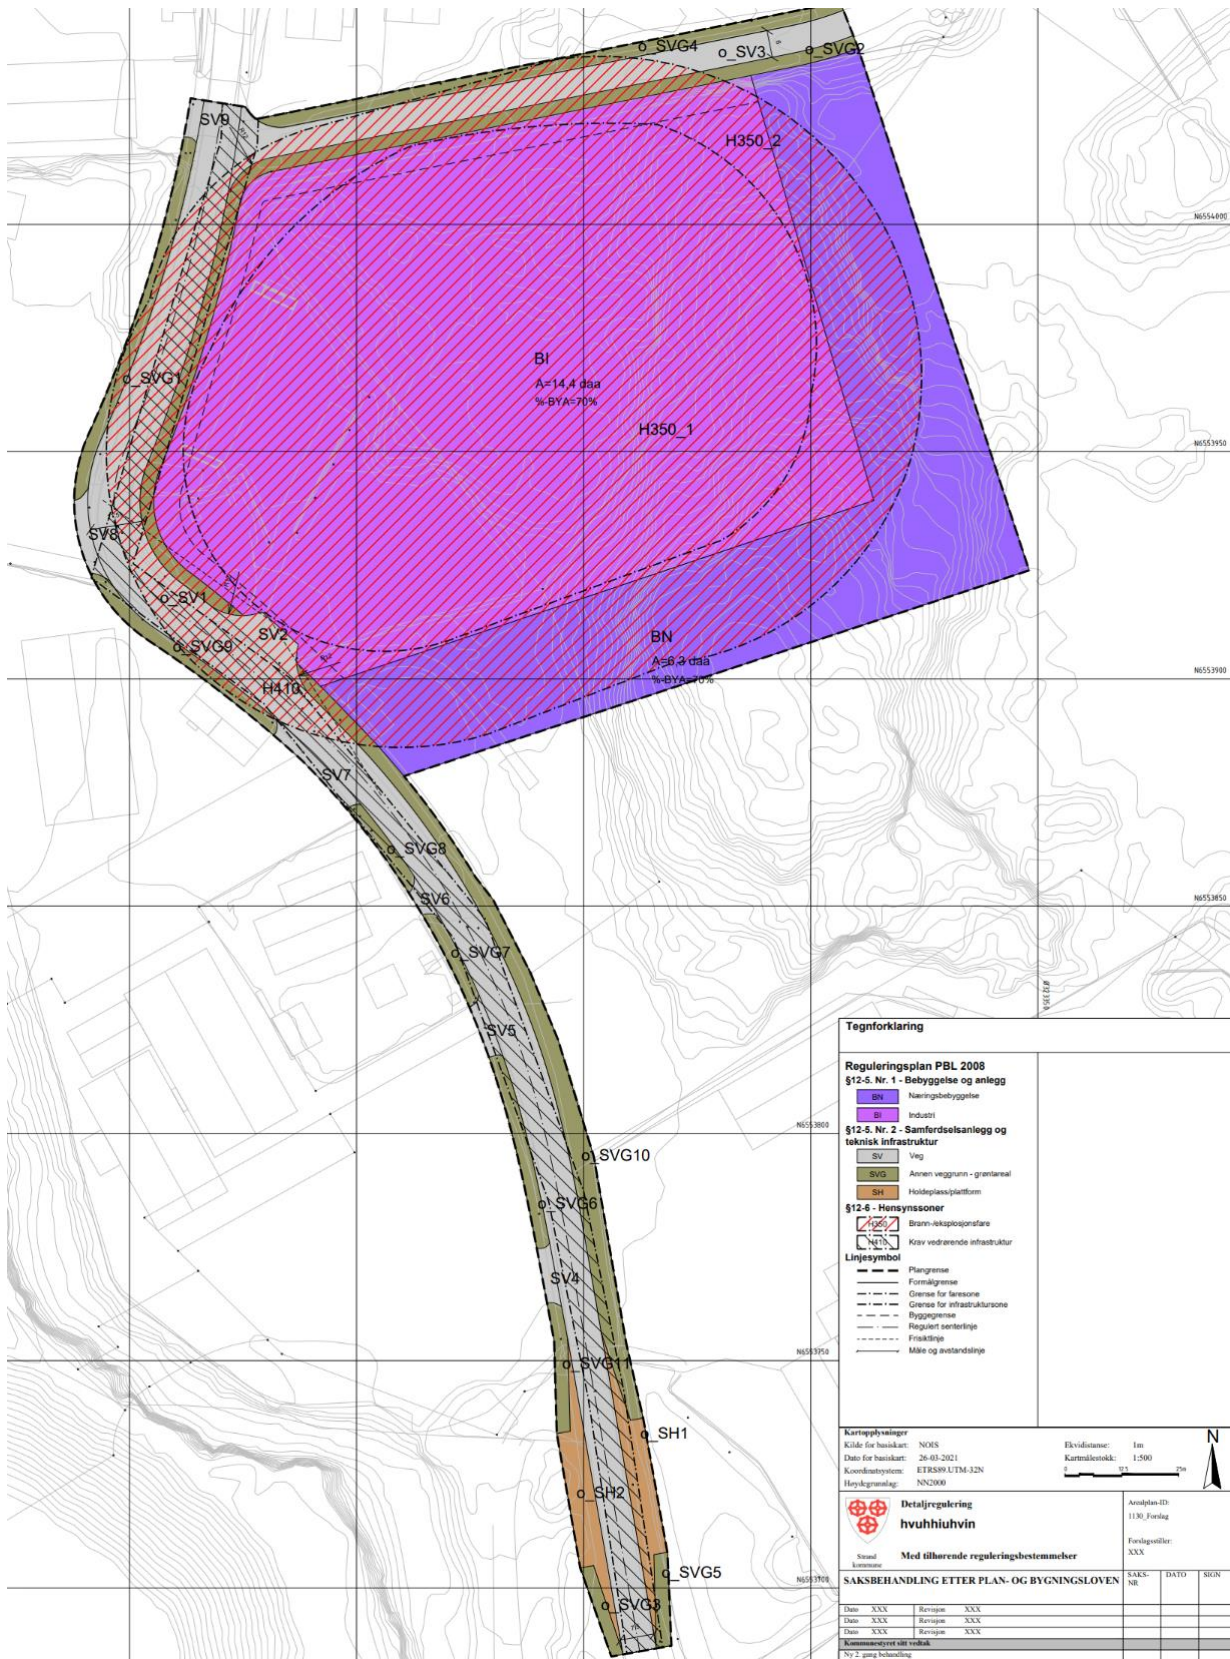 o_SVG4
o_SV3
6
o_SVG2
SV9
H350_2
N6554000
BI
A=14,4 daa
%-BYA=70%
o_SVG1
H350_1
N6553950
SV8
o_SV1
SV2
o_SVG9
BN
A=6,3 daa
%-BYA=70%
H410
N6553900
SV7
o_SVG8
SV6
N6553850
o_SVG7
SV5
N6553800
o_SVG10
o_SVG6
SV4
N6553750
o_SVG11
o_SH1
o_SH2
N6553700
o_SVG5
o_SVG3
Tegnforklaring
Reguleringsplan PBL 2008
§12-5. Nr. 1 - Bebyggelse og anlegg
BN Næringsbebyggelse
BI Industri
§12-5. Nr. 2 - Samferdselsanlegg og
teknisk infrastruktur
SV Veg
SVG Annen veggrunn - grøntareal
SH Holdeplass/plattform
§12-6 - Hensynssoner
H350 Brann-/eksplosjonsfare
H410 Krav vedrørende infrastruktur
Linjesymbol
Plangrense
Formålgrense
Grense for faresone
Grense for infrastruktursone
Byggegrense
Regulert senterlinje
Frisiktlinje
Måle og avstandslinje
Kartopplysninger
Kilde for basiskart: NOIS
Dato for basiskart: 26-03-2021
Koordinatsystem: ETRS89.UTM-32N
Høydegrunnlag: NN2000
Ekvidistanse: 1m
Kartmålestokk: 1:500
0 12.5 25m
N
Detaljregulering
hvuhhiuhvin
Med tilhørende reguleringsbestemmelser
Strand
kommune
Arealplan-ID:
1130_Forslag
Forslagsstiller:
XXX
SAKSBEHANDLING ETTER PLAN- OG BYGNINGSLOVEN
SAKS-
NR
DATO
SIGN
Dato XXX Revisjon XXX
Dato XXX Revisjon XXX
Dato XXX Revisjon XXX
Kommunestyret sitt vedtak
Ny 2. gang behandling